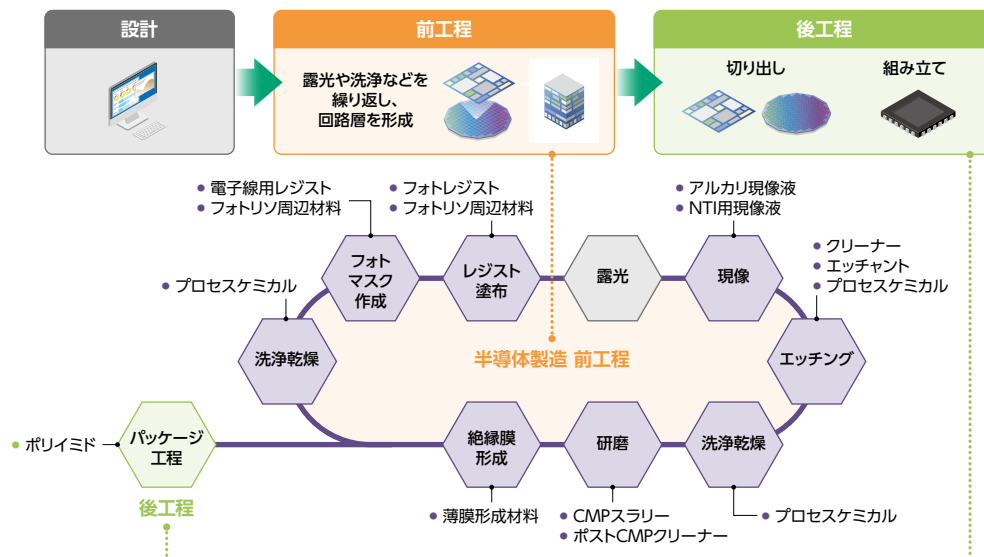 設計
前工程
後工程
露光や洗浄などを
繰り返し、
回路層を形成
切り出し
組み立て
● 電子線用レジスト
● フォトリソ周辺材料
● フォトレジスト
● フォトリソ周辺材料
● アルカリ現像液
● NTI用現像液
● クリーナー
● エッチャント
● プロセスケミカル
● プロセスケミカル
フォト
マスク
作成
レジスト
塗布
露光
現像
洗浄乾燥
半導体製造 前工程
エッチング
● ポリイミド
パッケージ
工程
絶縁膜
形成
研磨
洗浄乾燥
後工程
● 薄膜形成材料
● CMPスラリー
● ポストCMPクリーナー
● プロセスケミカル